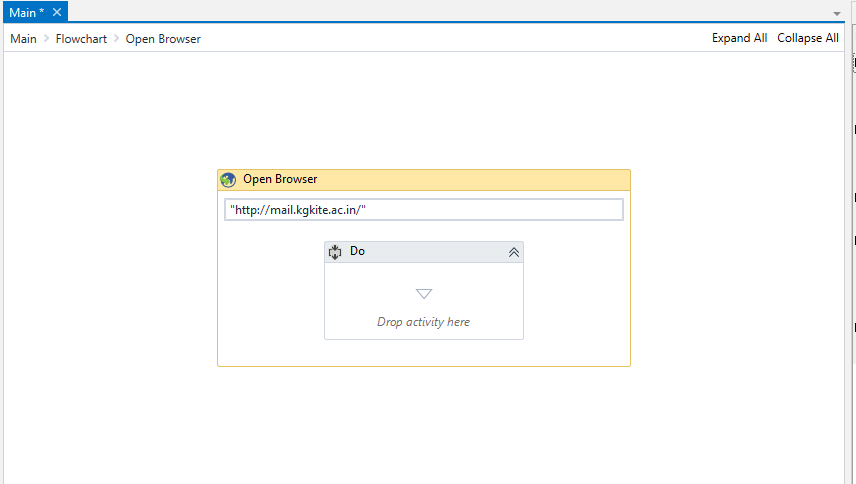 Main *
Main Flowchart Open Browser Expand All Collapse All
Open Browser
"http://mail.kgkite.ac.in/"
Do
Drop activity here